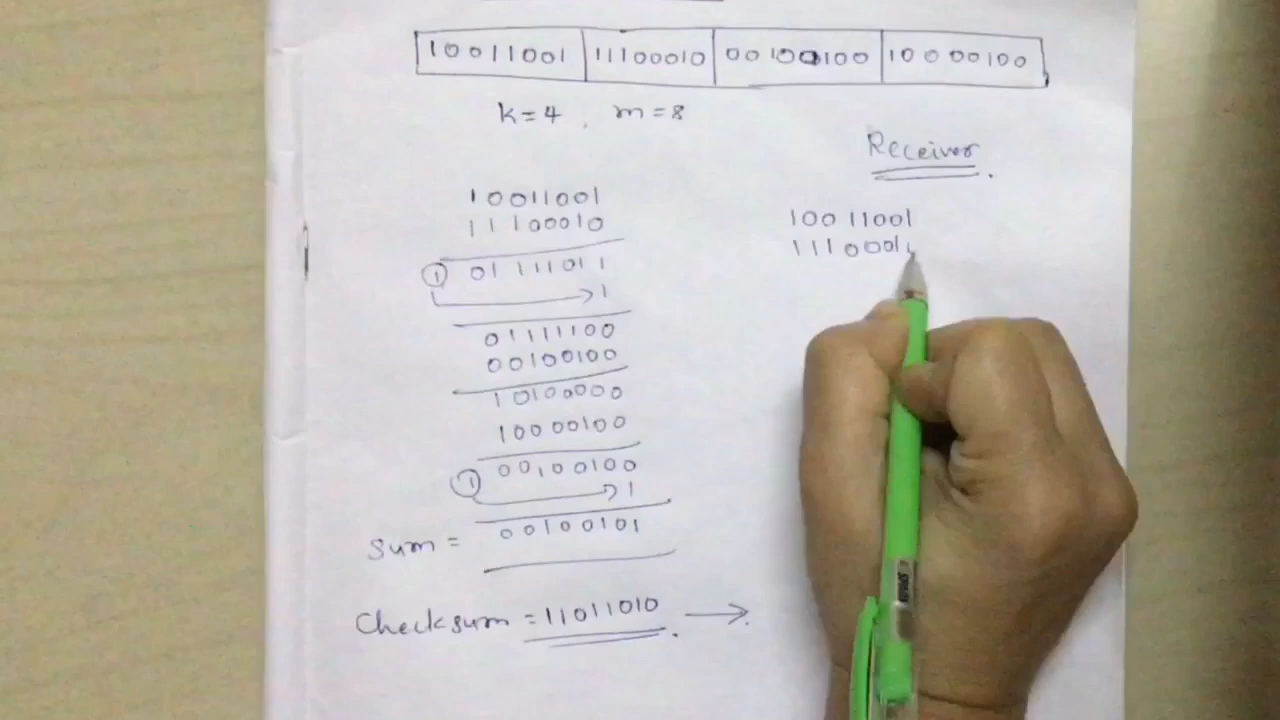 10011001 11100010 00100100 10000100
k=4, m=8
Receiver.
10011001
11100010
1 01111011
1
01111100
00100100
10100000
10000100
1 00100100
1
Sum = 00100101
Checksum = 11011010. →
10011001
1110001